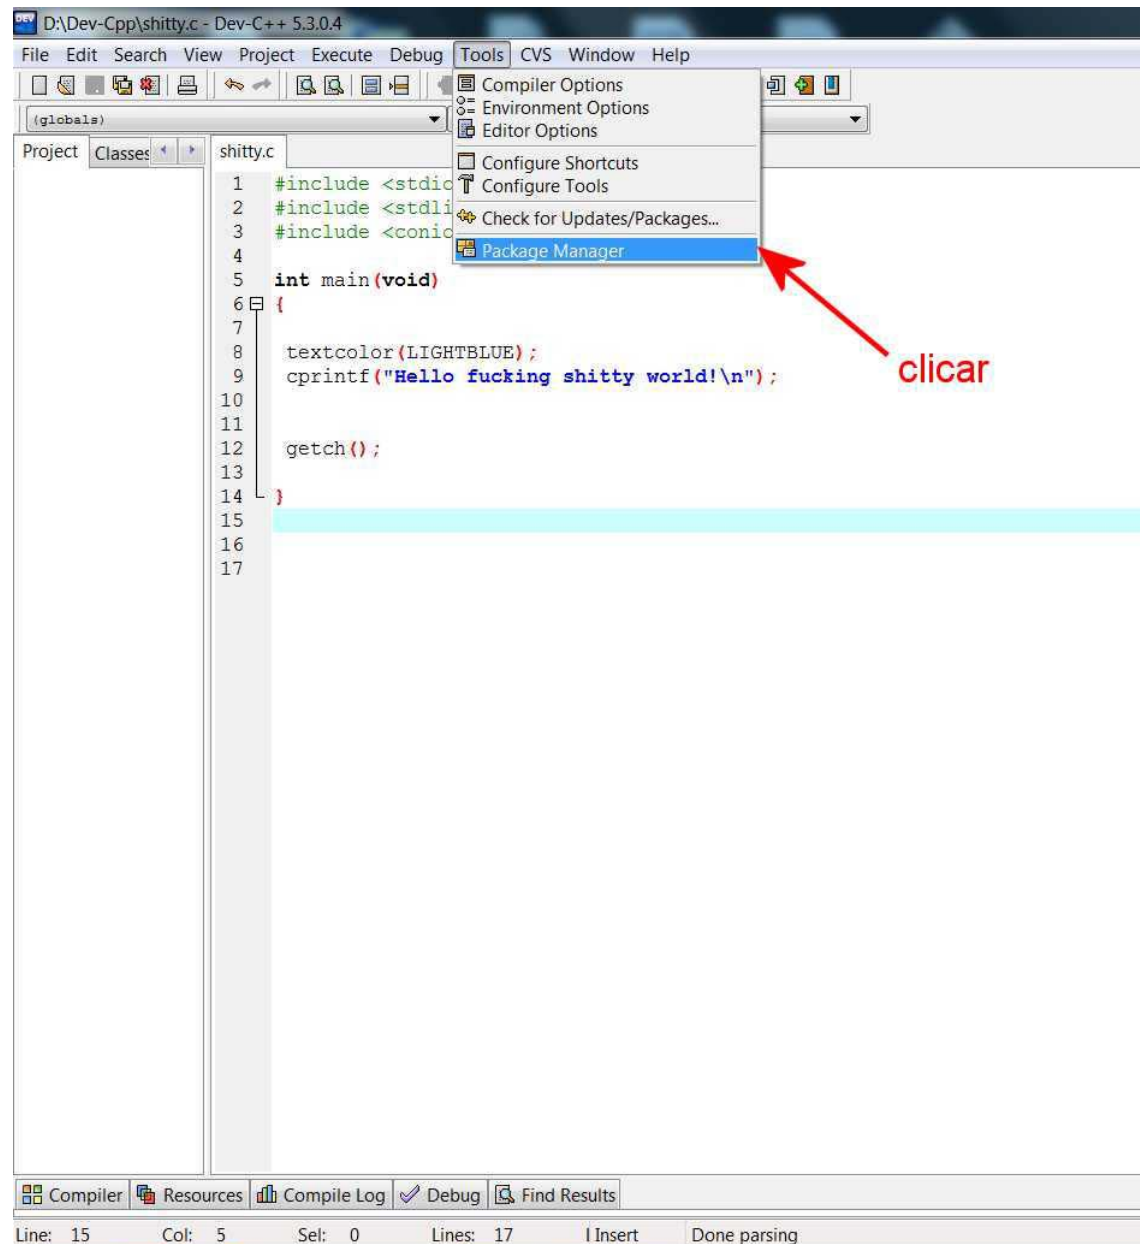 D:\Dev-Cpp\shitty.c - Dev-C++ 5.3.0.4
File Edit Search View Project Execute Debug Tools CVS Window Help
(globals)
Compiler Options
Environment Options
Editor Options
Configure Shortcuts
Configure Tools
Check for Updates/Packages...
Package Manager
clicar
Project Classes shitty.c
1 #include <stdio
2 #include <stdli
3 #include <conio
4
5 int main(void)
6 {
7
8 textcolor(LIGHTBLUE);
9 cprintf("Hello fucking shitty world!\n");
10
11
12 getch();
13
14 }
15
16
17
Compiler Resources Compile Log Debug Find Results
Line: 15 Col: 5 Sel: 0 Lines: 17 Insert Done parsing